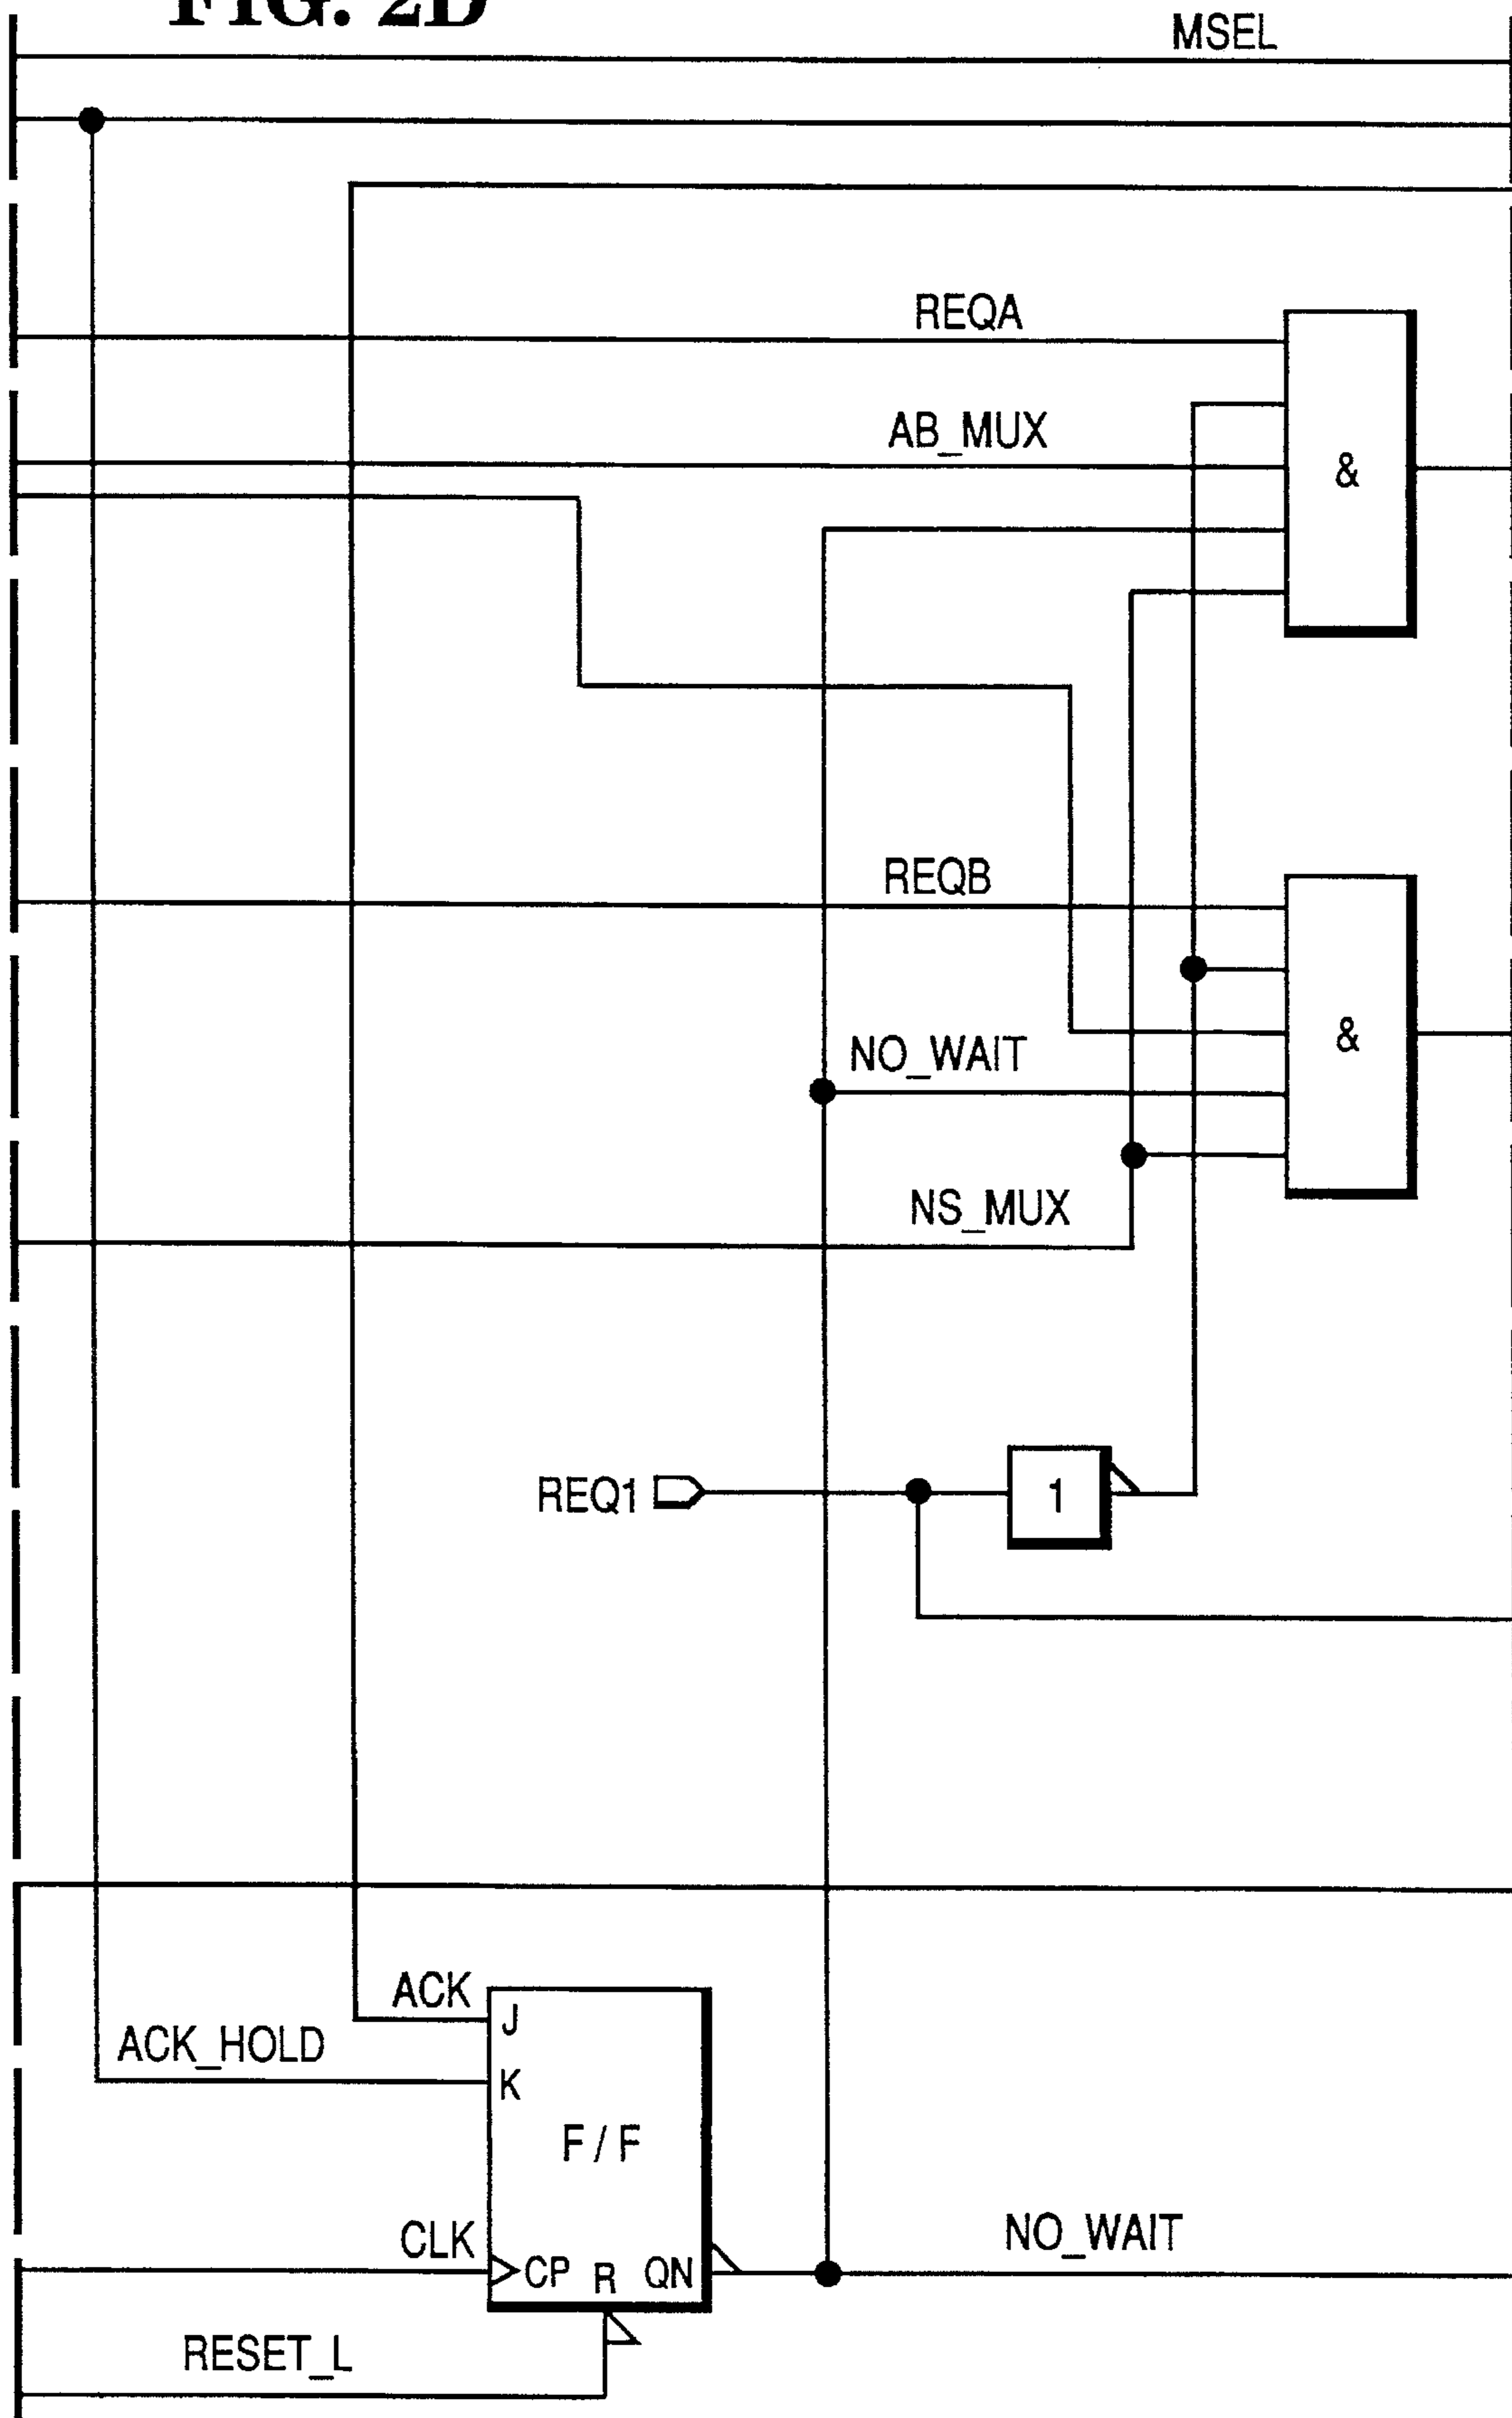 FIG. 2D
MSEL
REQA
AB_MUX
&
REQB
NO_WAIT
&
NS_MUX
REQ1
1
ACK
J
ACK_HOLD
K
F / F
CLK
CP
R
QN
NO_WAIT
RESET_L